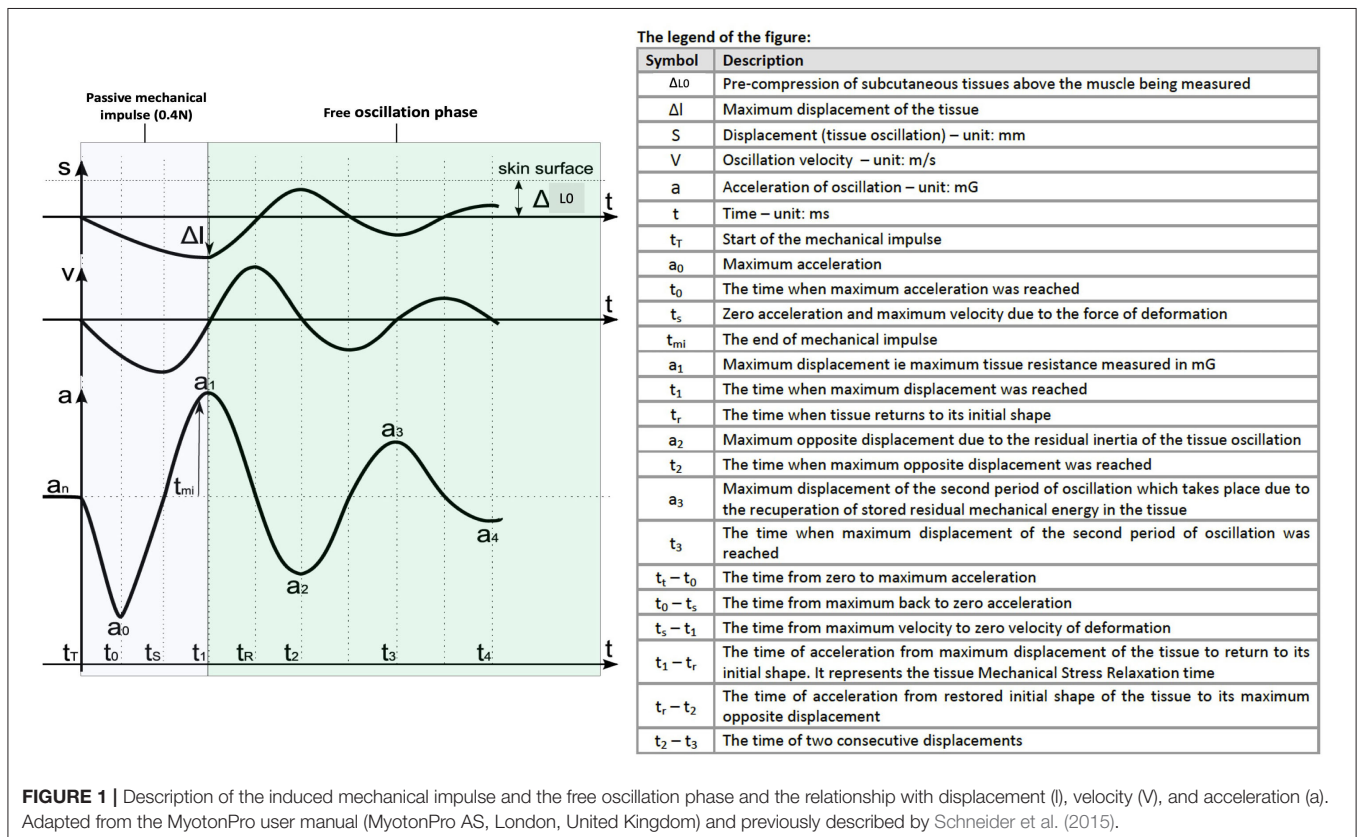 Passive mechanical
impulse (0.4N)
Free oscillation phase
s
skin surface
Δ L0
t
Δl
v
t
a₁
a
a₃
aₙ
tₘᵢ
a₄
a₂
a₀
t_T t₀ t_S t₁ t_R t₂ t₃ t₄ t
The legend of the figure:
Symbol Description
ΔL0 Pre-compression of subcutaneous tissues above the muscle being measured
Δl Maximum displacement of the tissue
S Displacement (tissue oscillation) – unit: mm
V Oscillation velocity – unit: m/s
a Acceleration of oscillation – unit: mG
t Time – unit: ms
t_T Start of the mechanical impulse
a₀ Maximum acceleration
t₀ The time when maximum acceleration was reached
tₛ Zero acceleration and maximum velocity due to the force of deformation
tₘᵢ The end of mechanical impulse
a₁ Maximum displacement ie maximum tissue resistance measured in mG
t₁ The time when maximum displacement was reached
tᵣ The time when tissue returns to its initial shape
a₂ Maximum opposite displacement due to the residual inertia of the tissue oscillation
t₂ The time when maximum opposite displacement was reached
a₃ Maximum displacement of the second period of oscillation which takes place due to
the recuperation of stored residual mechanical energy in the tissue
t₃ The time when maximum displacement of the second period of oscillation was
reached
tₜ – t₀ The time from zero to maximum acceleration
t₀ – tₛ The time from maximum back to zero acceleration
tₛ – t₁ The time from maximum velocity to zero velocity of deformation
t₁ – tᵣ The time of acceleration from maximum displacement of the tissue to return to its
initial shape. It represents the tissue Mechanical Stress Relaxation time
tᵣ – t₂ The time of acceleration from restored initial shape of the tissue to its maximum
opposite displacement
t₂ – t₃ The time of two consecutive displacements
FIGURE 1 | Description of the induced mechanical impulse and the free oscillation phase and the relationship with displacement (l), velocity (V), and acceleration (a).
Adapted from the MyotonPro user manual (MyotonPro AS, London, United Kingdom) and previously described by Schneider et al. (2015).